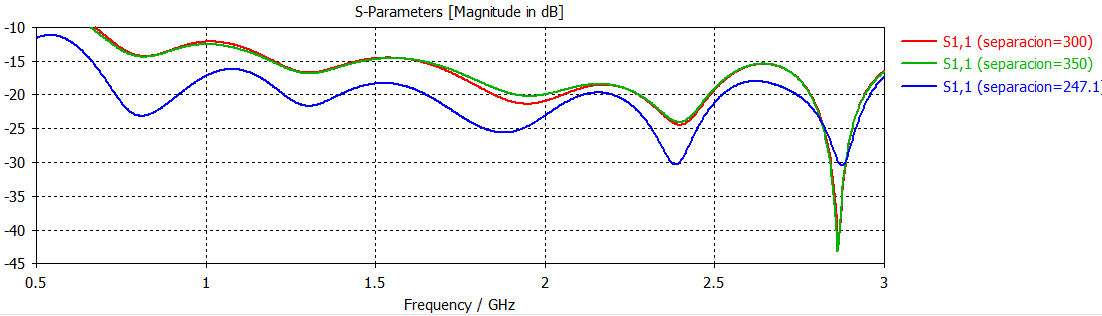 S-Parameters [Magnitude in dB]
-10
-15
-20
-25
-30
-35
-40
-45
0.5
1
1.5
2
2.5
3
Frequency / GHz
S1,1 (separacion=300)
S1,1 (separacion=350)
S1,1 (separacion=247.1)